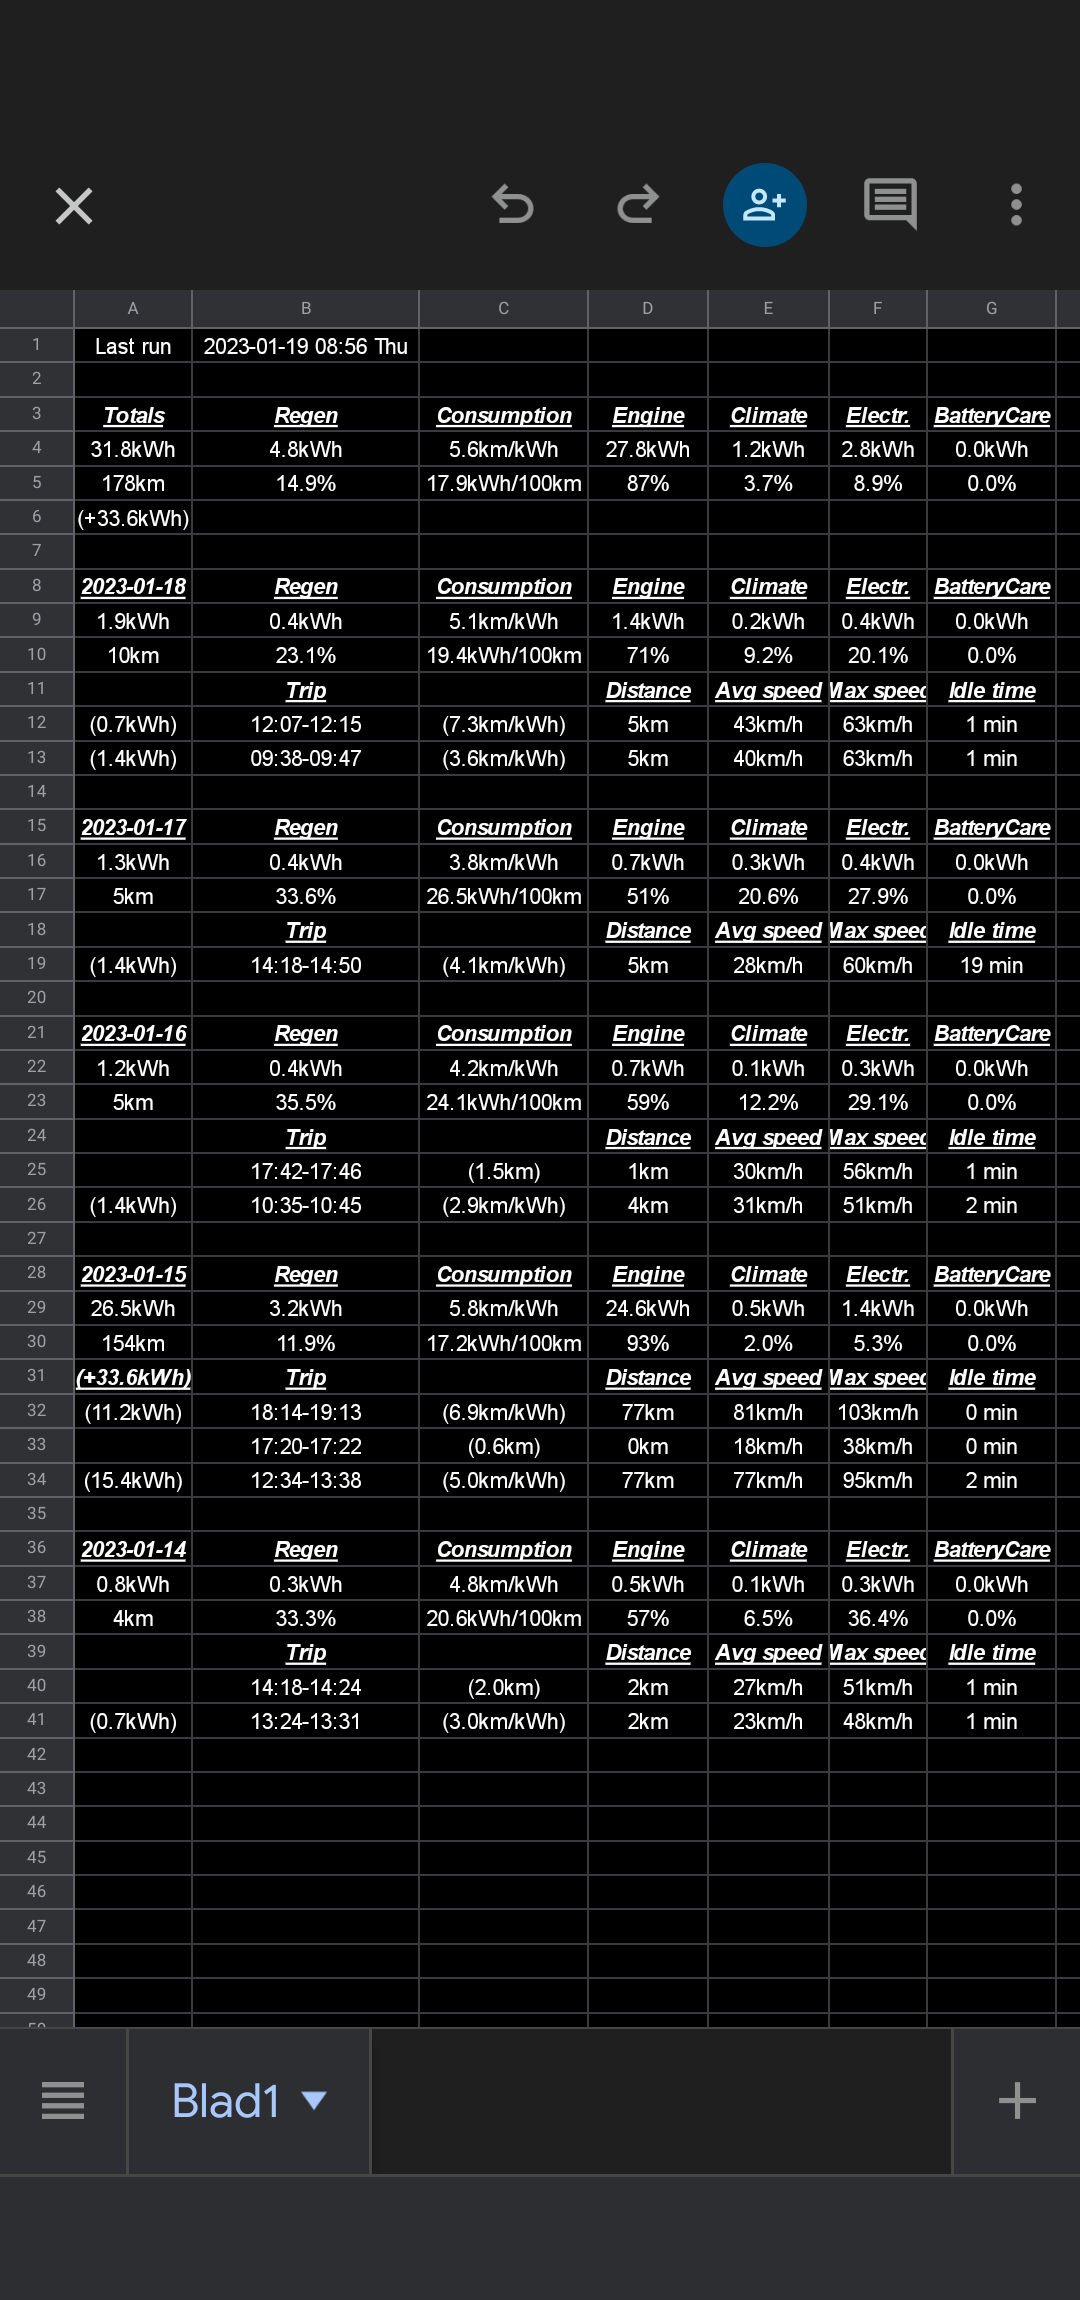 A B C D E F G
1 Last run 2023-01-19 08:56 Thu
2
3 Totals Regen Consumption Engine Climate Electr. BatteryCare
4 31.8kWh 4.8kWh 5.6km/kWh 27.8kWh 1.2kWh 2.8kWh 0.0kWh
5 178km 14.9% 17.9kWh/100km 87% 3.7% 8.9% 0.0%
6 (+33.6kWh)
7
8 2023-01-18 Regen Consumption Engine Climate Electr. BatteryCare
9 1.9kWh 0.4kWh 5.1km/kWh 1.4kWh 0.2kWh 0.4kWh 0.0kWh
10 10km 23.1% 19.4kWh/100km 71% 9.2% 20.1% 0.0%
11 Trip Distance Avg speed Max speed Idle time
12 (0.7kWh) 12:07-12:15 (7.3km/kWh) 5km 43km/h 63km/h 1 min
13 (1.4kWh) 09:38-09:47 (3.6km/kWh) 5km 40km/h 63km/h 1 min
14
15 2023-01-17 Regen Consumption Engine Climate Electr. BatteryCare
16 1.3kWh 0.4kWh 3.8km/kWh 0.7kWh 0.3kWh 0.4kWh 0.0kWh
17 5km 33.6% 26.5kWh/100km 51% 20.6% 27.9% 0.0%
18 Trip Distance Avg speed Max speed Idle time
19 (1.4kWh) 14:18-14:50 (4.1km/kWh) 5km 28km/h 60km/h 19 min
20
21 2023-01-16 Regen Consumption Engine Climate Electr. BatteryCare
22 1.2kWh 0.4kWh 4.2km/kWh 0.7kWh 0.1kWh 0.3kWh 0.0kWh
23 5km 35.5% 24.1kWh/100km 59% 12.2% 29.1% 0.0%
24 Trip Distance Avg speed Max speed Idle time
25 17:42-17:46 (1.5km) 1km 30km/h 56km/h 1 min
26 (1.4kWh) 10:35-10:45 (2.9km/kWh) 4km 31km/h 51km/h 2 min
27
28 2023-01-15 Regen Consumption Engine Climate Electr. BatteryCare
29 26.5kWh 3.2kWh 5.8km/kWh 24.6kWh 0.5kWh 1.4kWh 0.0kWh
30 154km 11.9% 17.2kWh/100km 93% 2.0% 5.3% 0.0%
31 (+33.6kWh) Trip Distance Avg speed Max speed Idle time
32 (11.2kWh) 18:14-19:13 (6.9km/kWh) 77km 81km/h 103km/h 0 min
33 17:20-17:22 (0.6km) 0km 18km/h 38km/h 0 min
34 (15.4kWh) 12:34-13:38 (5.0km/kWh) 77km 77km/h 95km/h 2 min
35
36 2023-01-14 Regen Consumption Engine Climate Electr. BatteryCare
37 0.8kWh 0.3kWh 4.8km/kWh 0.5kWh 0.1kWh 0.3kWh 0.0kWh
38 4km 33.3% 20.6kWh/100km 57% 6.5% 36.4% 0.0%
39 Trip Distance Avg speed Max speed Idle time
40 14:18-14:24 (2.0km) 2km 27km/h 51km/h 1 min
41 (0.7kWh) 13:24-13:31 (3.0km/kWh) 2km 23km/h 48km/h 1 min
42
43
44
45
46
47
48
49
50
Blad1